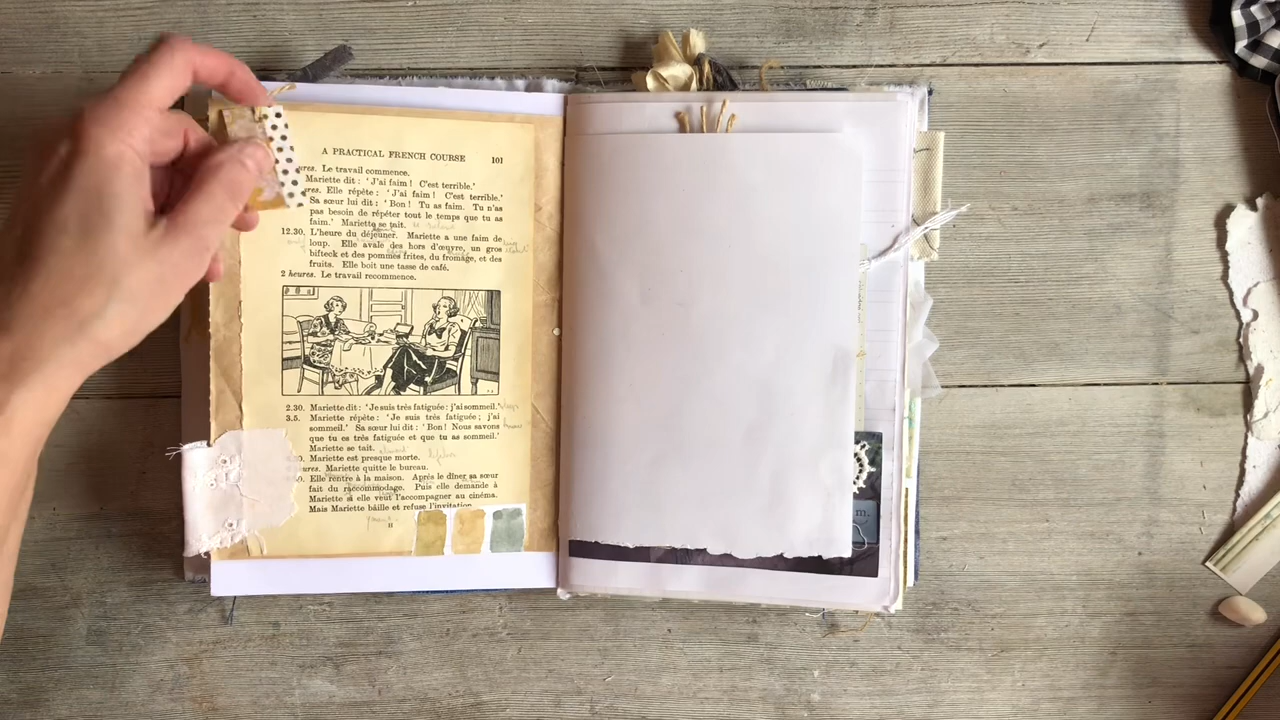 A PRACTICAL FRENCH COURSE 101
Le travail commence.
Mariette dit : 'J'ai faim ! C'est terrible.'
Elle répète : 'J'ai faim ! C'est terrible.'
Sa sœur lui dit : 'Bon ! Tu as faim. Tu n'as
pas besoin de répéter tout le temps que tu as
faim.' Mariette se tait.
12.30. L'heure du déjeuner. Mariette a une faim de
loup. Elle avale des hors d'œuvre, un gros
bifteck et des pommes frites, du fromage, et des
fruits. Elle boit une tasse de café.
2 heures. Le travail recommence.
2.30. Mariette dit : 'Je suis très fatiguée : j'ai sommeil.'
3.5. Mariette répète : 'Je suis très fatiguée ; j'ai
sommeil.' Sa sœur lui dit : 'Bon! Nous savons
que tu es très fatiguée et que tu as sommeil.'
Mariette se tait.
Mariette est presque morte.
Mariette quitte le bureau.
Elle rentre à la maison. Après le dîner sa sœur
fait du raccommodage. Puis elle demande à
Mariette si elle veut l'accompagner au cinéma.
Mais Mariette bâille et refuse l'invitation.
m.